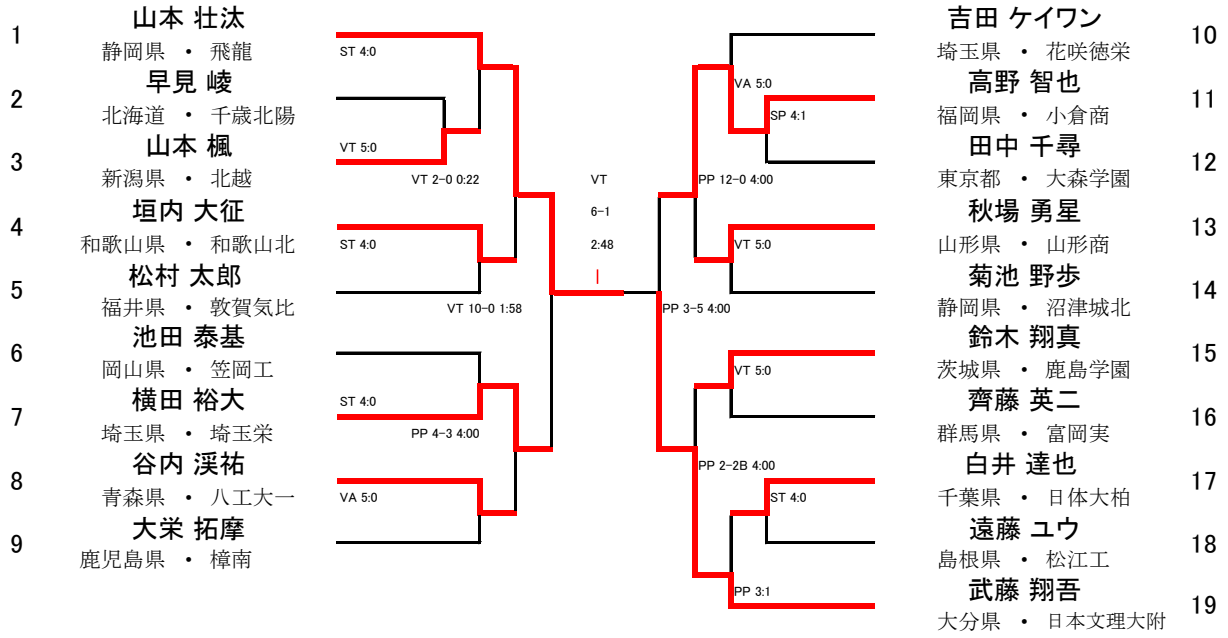 1
山本 壮汰
静岡県 ・ 飛龍
2
早見 崚
北海道 ・ 千歳北陽
3
山本 楓
新潟県 ・ 北越
4
垣内 大征
和歌山県 ・ 和歌山北
5
松村 太郎
福井県 ・ 敦賀気比
6
池田 泰基
岡山県 ・ 笠岡工
7
横田 裕大
埼玉県 ・ 埼玉栄
8
谷内 渓祐
青森県 ・ 八工大一
9
大栄 拓摩
鹿児島県 ・ 樟南
ST 4:0
VT 5:0
VT 2-0 0:22
ST 4:0
VT 10-0 1:58
ST 4:0
PP 4-3 4:00
VA 5:0
VT
6-1
2:48
VA 5:0
SP 4:1
PP 12-0 4:00
VT 5:0
PP 3-5 4:00
VT 5:0
PP 2-2B 4:00
ST 4:0
PP 3:1
吉田 ケイワン
埼玉県 ・ 花咲徳栄
10
高野 智也
福岡県 ・ 小倉商
11
田中 千尋
東京都 ・ 大森学園
12
秋場 勇星
山形県 ・ 山形商
13
菊池 野歩
静岡県 ・ 沼津城北
14
鈴木 翔真
茨城県 ・ 鹿島学園
15
齊藤 英二
群馬県 ・ 富岡実
16
白井 達也
千葉県 ・ 日体大柏
17
遠藤 ユウ
島根県 ・ 松江工
18
武藤 翔吾
大分県 ・ 日本文理大附
19